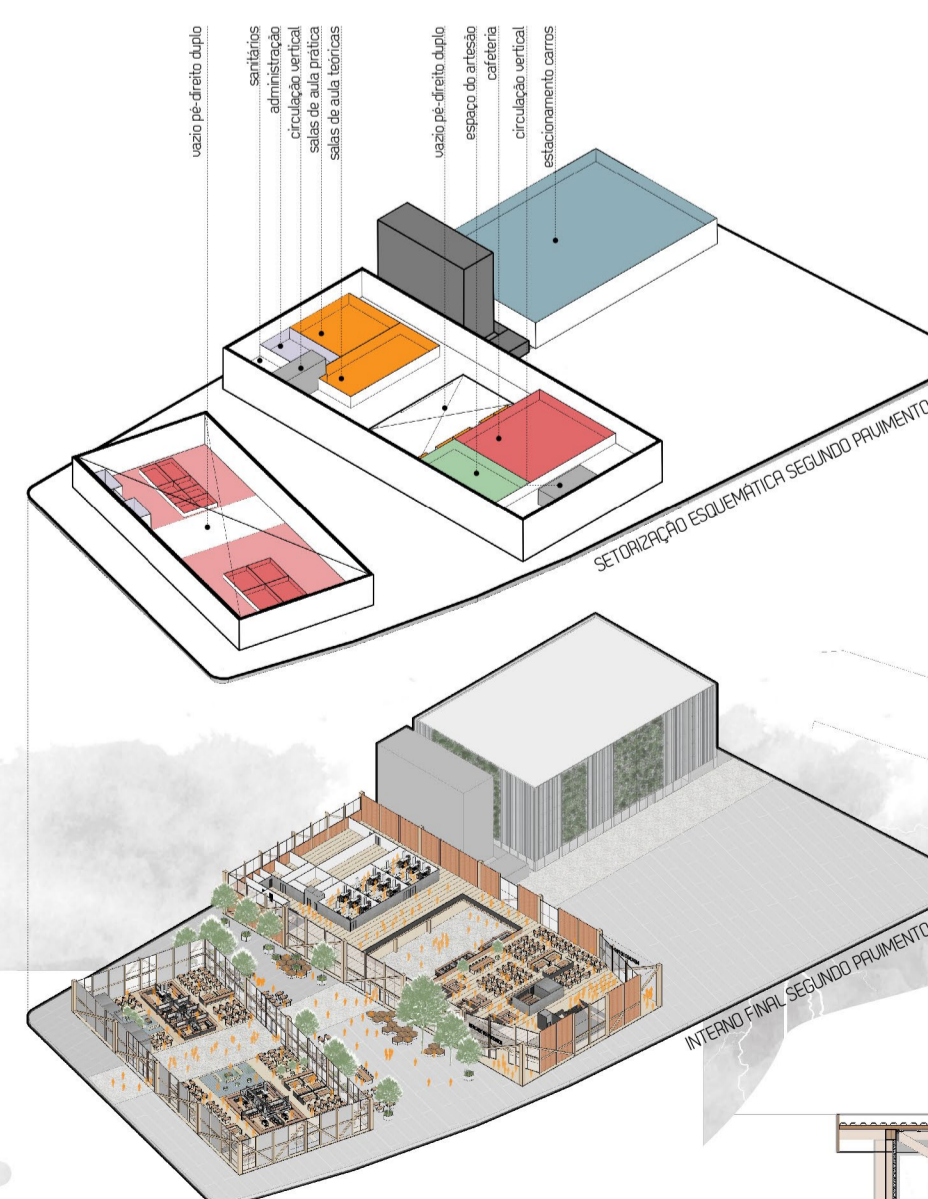 vazio pé-direito duplo
sanitários
administração
circulação vertical
salas de aula prática
salas de aula teóricas
vazio pé-direito duplo
espaço do artesão
cafeteria
circulação vertical
estacionamento carros
SETORIZAÇÃO ESQUEMÁTICA SEGUNDO PAVIMENTO
INTERNO FINAL SEGUNDO PAVIMENTO